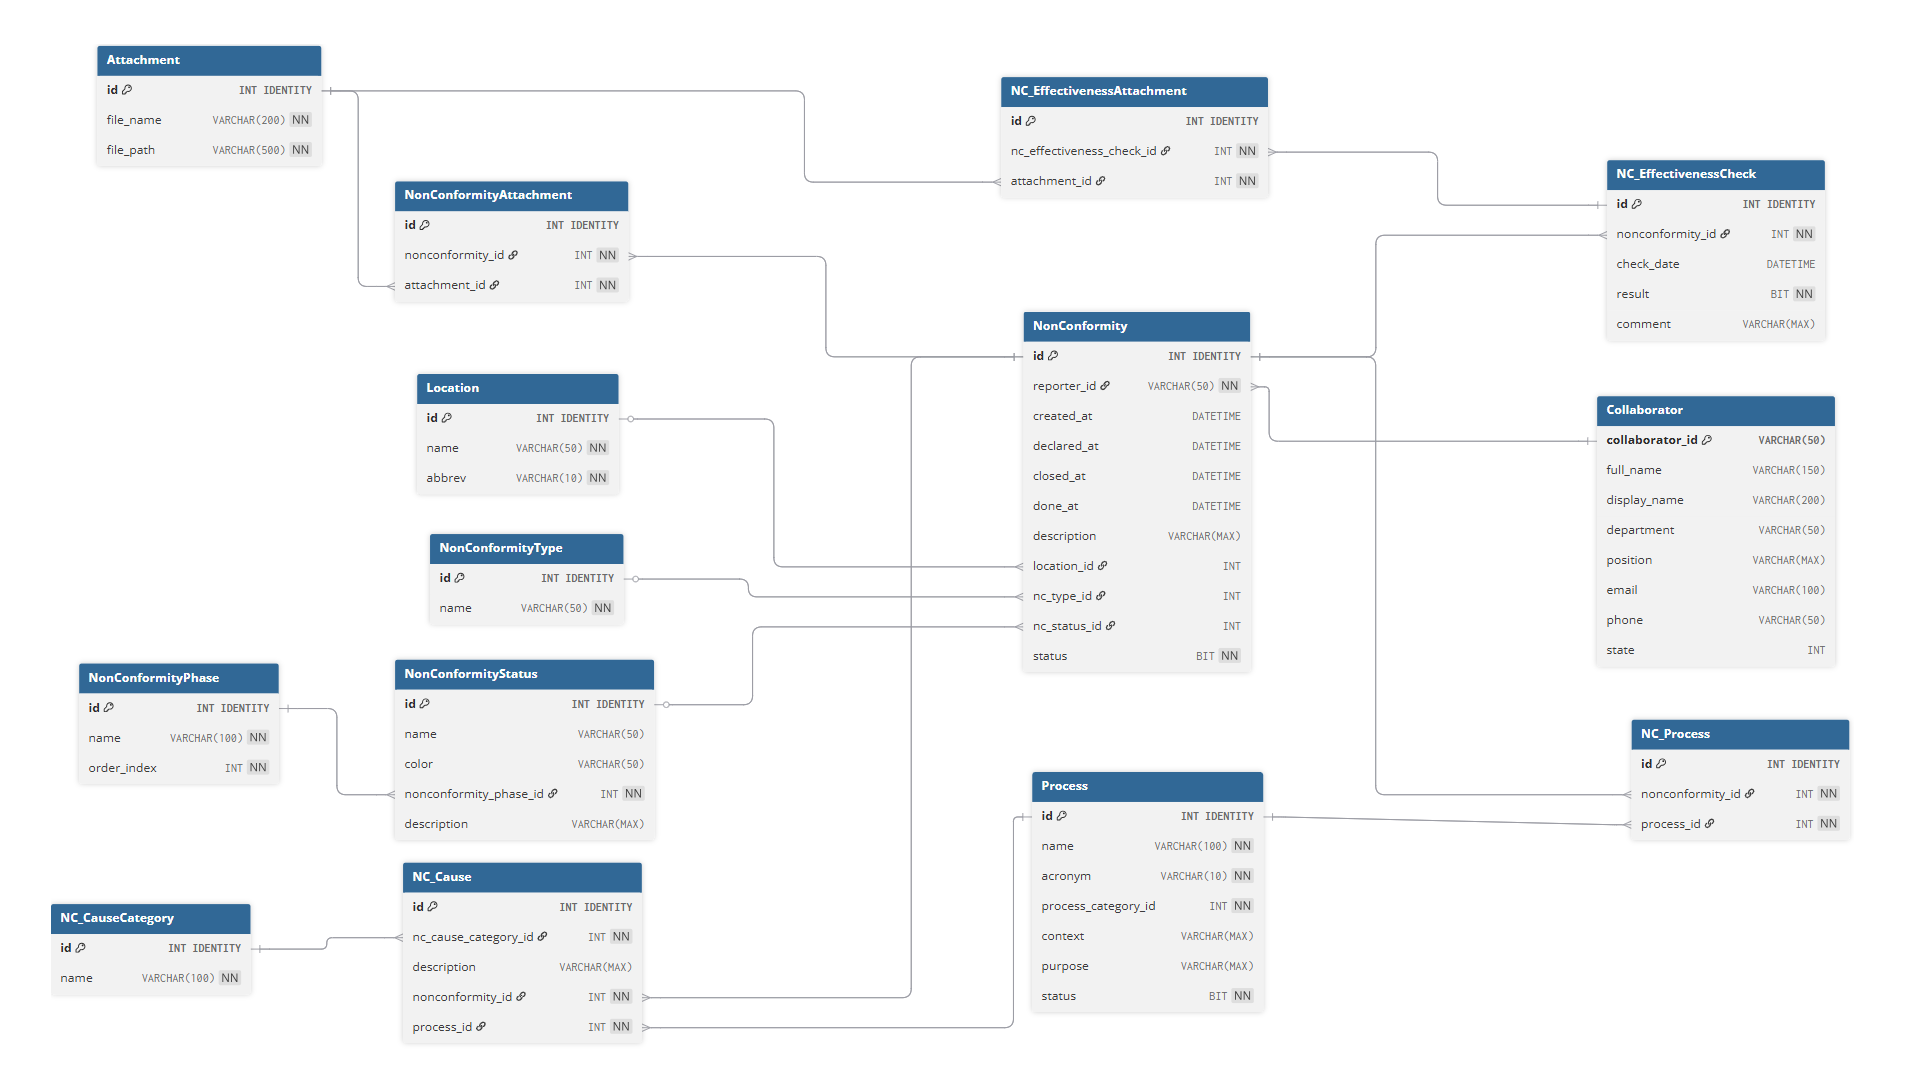 Attachment
id INT IDENTITY
file_name VARCHAR(200) NN
file_path VARCHAR(500) NN
NC_EffectivenessAttachment
id INT IDENTITY
nc_effectiveness_check_id INT NN
attachment_id INT NN
NC_EffectivenessCheck
id INT IDENTITY
nonconformity_id INT NN
check_date DATETIME
result BIT NN
comment VARCHAR(MAX)
NonConformityAttachment
id INT IDENTITY
nonconformity_id INT NN
attachment_id INT NN
NonConformity
id INT IDENTITY
reporter_id VARCHAR(50) NN
created_at DATETIME
declared_at DATETIME
closed_at DATETIME
done_at DATETIME
description VARCHAR(MAX)
location_id INT
nc_type_id INT
nc_status_id INT
status BIT NN
Location
id INT IDENTITY
name VARCHAR(50) NN
abbrev VARCHAR(10) NN
Collaborator
collaborator_id VARCHAR(50)
full_name VARCHAR(150)
display_name VARCHAR(200)
department VARCHAR(50)
position VARCHAR(MAX)
email VARCHAR(100)
phone VARCHAR(50)
state INT
NonConformityType
id INT IDENTITY
name VARCHAR(50) NN
NonConformityPhase
id INT IDENTITY
name VARCHAR(100) NN
order_index INT NN
NonConformityStatus
id INT IDENTITY
name VARCHAR(50)
color VARCHAR(50)
nonconformity_phase_id INT NN
description VARCHAR(MAX)
NC_Process
id INT IDENTITY
nonconformity_id INT NN
process_id INT NN
Process
id INT IDENTITY
name VARCHAR(100) NN
acronym VARCHAR(10) NN
process_category_id INT NN
context VARCHAR(MAX)
purpose VARCHAR(MAX)
status BIT NN
NC_CauseCategory
id INT IDENTITY
name VARCHAR(100) NN
NC_Cause
id INT IDENTITY
nc_cause_category_id INT NN
description VARCHAR(MAX)
nonconformity_id INT NN
process_id INT NN